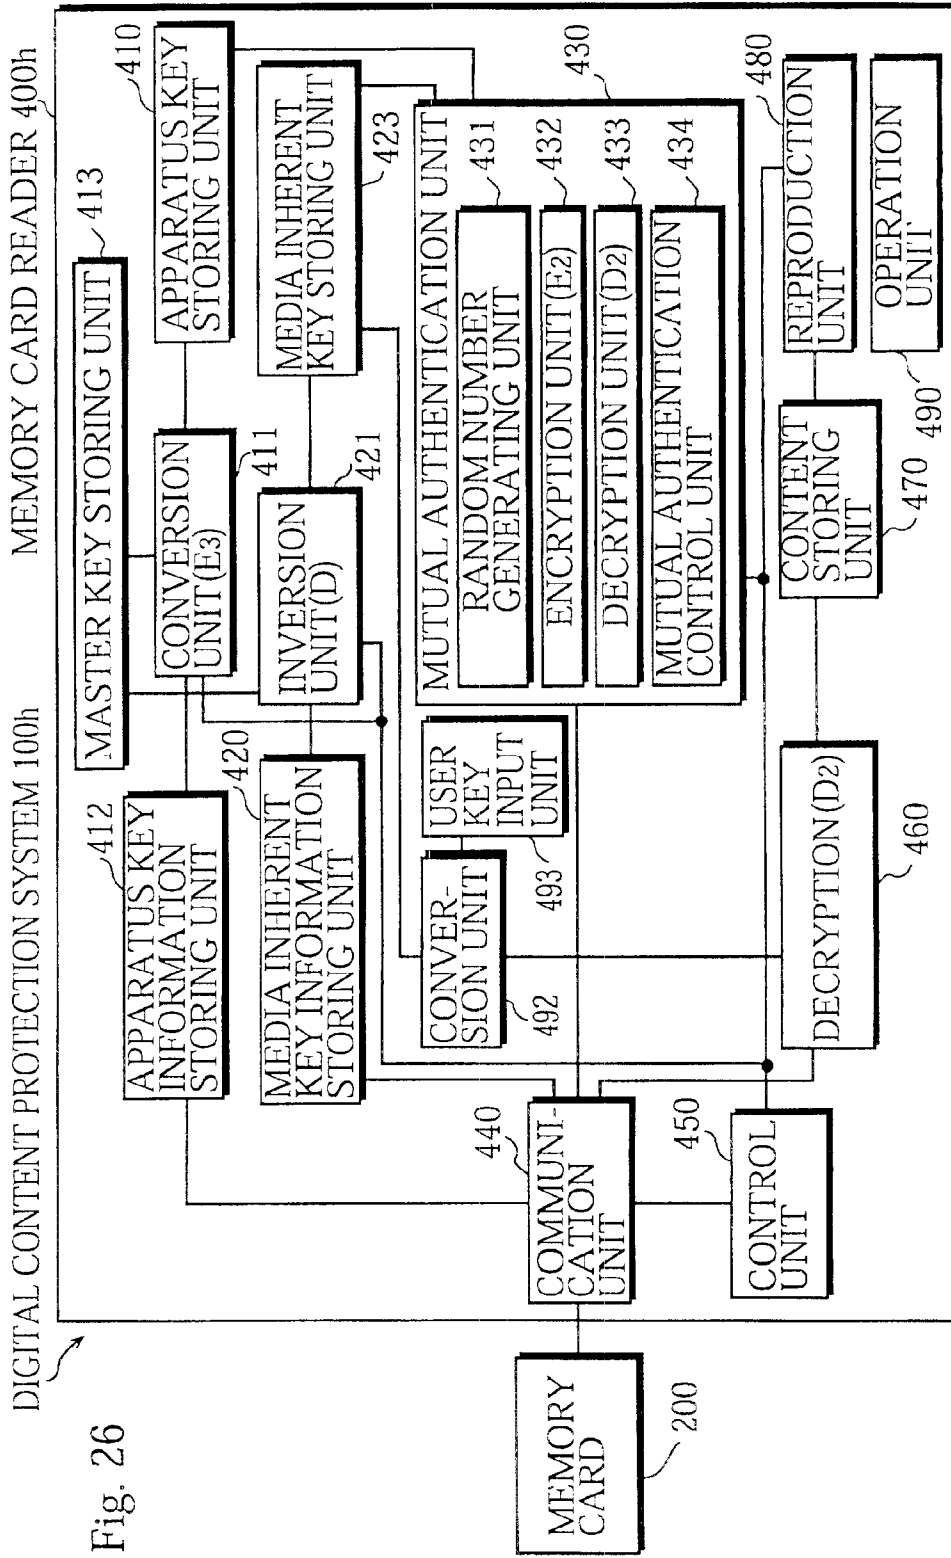 Fig. 26
DIGITAL CONTENT PROTECTION SYSTEM 100h
MEMORY CARD READER 400h
MASTER KEY STORING UNIT
413
APPARATUS KEY
INFORMATION
STORING UNIT
412
CONVERSION
UNIT(E3)
411
APPARATUS KEY
STORING UNIT
410
MEDIA INHERENT
KEY INFORMATION
STORING UNIT
420
INVERSION
UNIT(D)
421
MEDIA INHERENT
KEY STORING UNIT
423
CONVER-
SION UNIT
492
USER
KEY
INPUT
UNIT
493
MUTUAL AUTHENTICATION UNIT
430
RANDOM NUMBER
GENERATING UNIT
431
ENCRYPTION UNIT(E2)
432
DECRYPTION UNIT(D2)
433
MUTUAL AUTHENTICATION
CONTROL UNIT
434
MEMORY
CARD
200
COMMUNI-
CATION
UNIT
440
CONTROL
UNIT
450
DECRYPTION(D2)
460
CONTENT
STORING
UNIT
470
REPRODUCTION
UNIT
480
OPERATION
UNIT
490